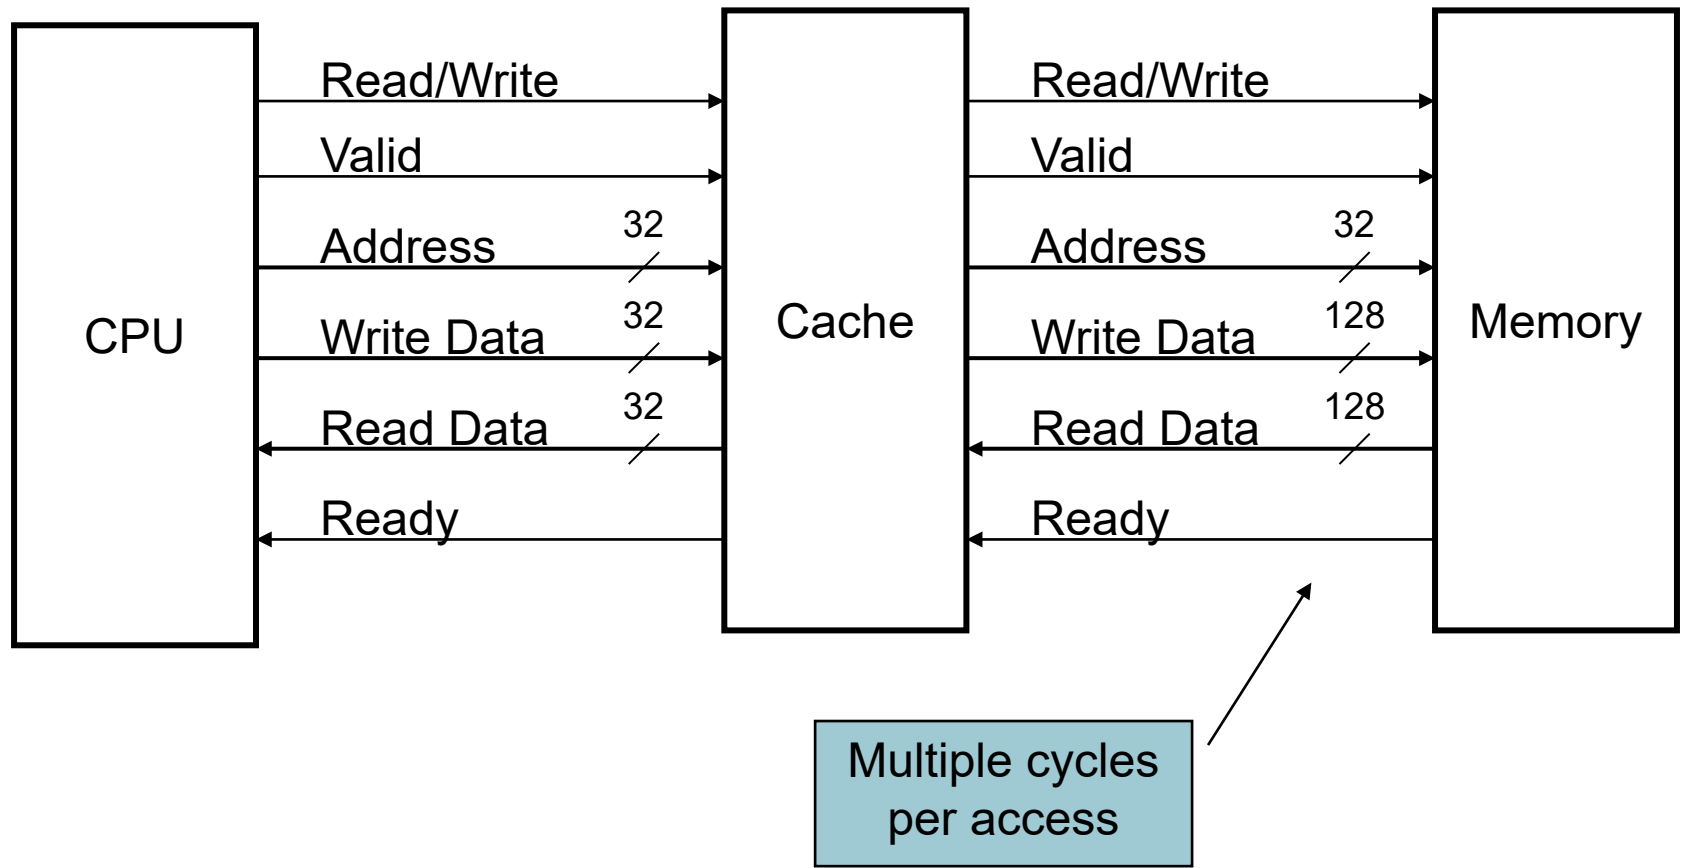 CPU
Read/Write
Valid
Address
32
Write Data
32
Read Data
32
Ready
Cache
Read/Write
Valid
Address
32
Write Data
128
Read Data
128
Ready
Memory
Multiple cycles
per access